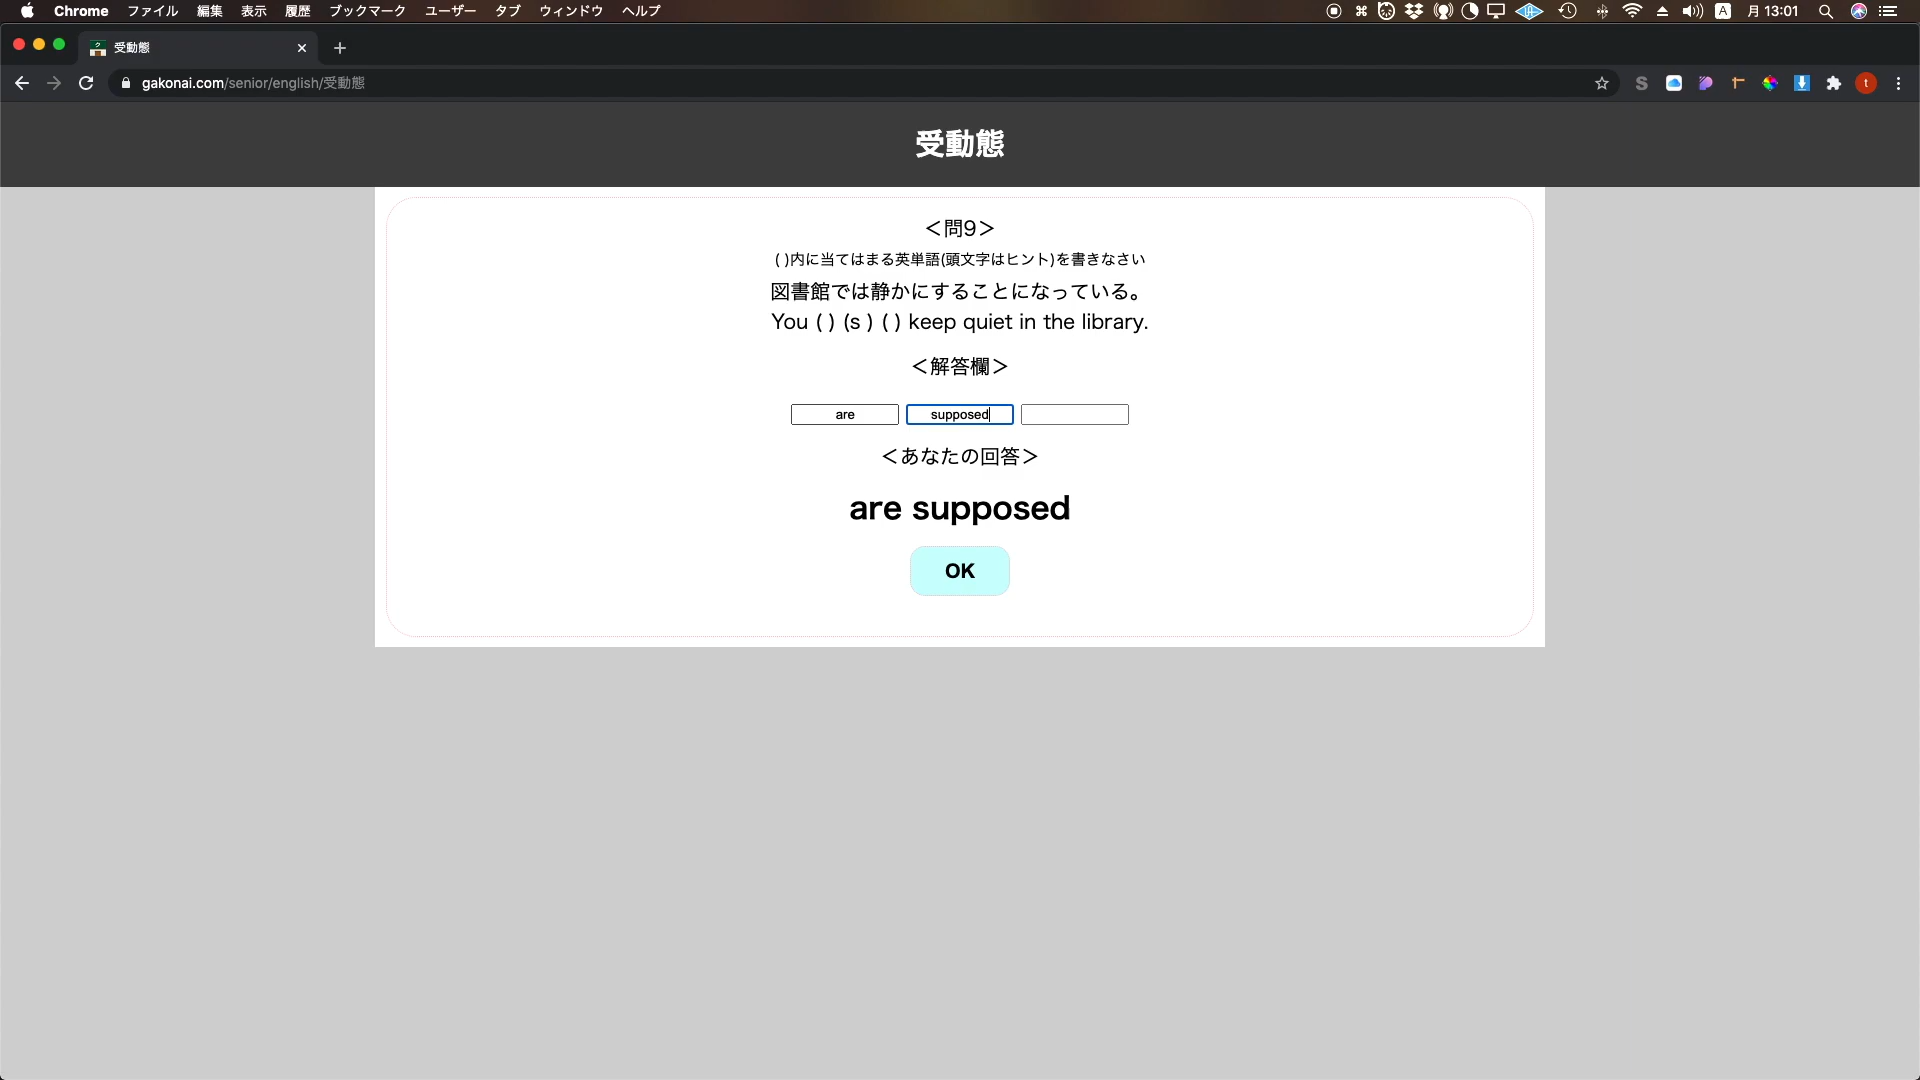 Chrome ファイル 編集 表示 履歴 ブックマーク ユーザー タブ ウィンドウ ヘルプ A 月 13:01
受動態
gakonai.com/senior/english/受動態 S t
受動態
＜問9＞
( )内に当てはまる英単語(頭文字はヒント)を書きなさい
図書館では静かにすることになっている。
You ( ) (s ) ( ) keep quiet in the library.
＜解答欄＞
are supposed
＜あなたの回答＞
are supposed
OK